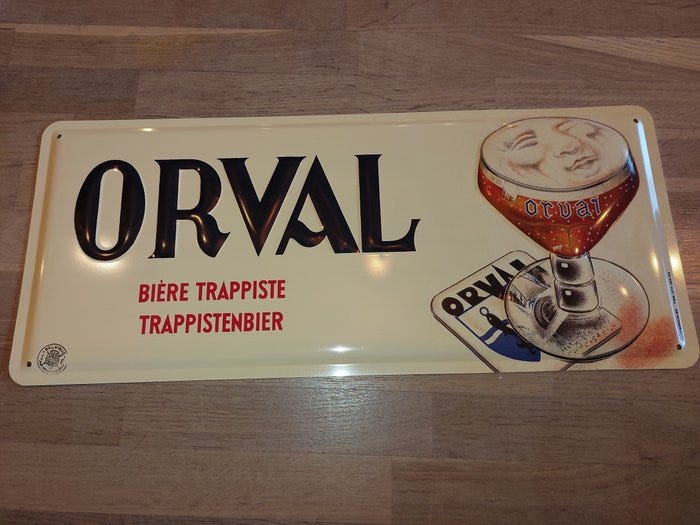 ORVAL
BIÈRE TRAPPISTE
TRAPPISTENBIER
orval
ORVAL